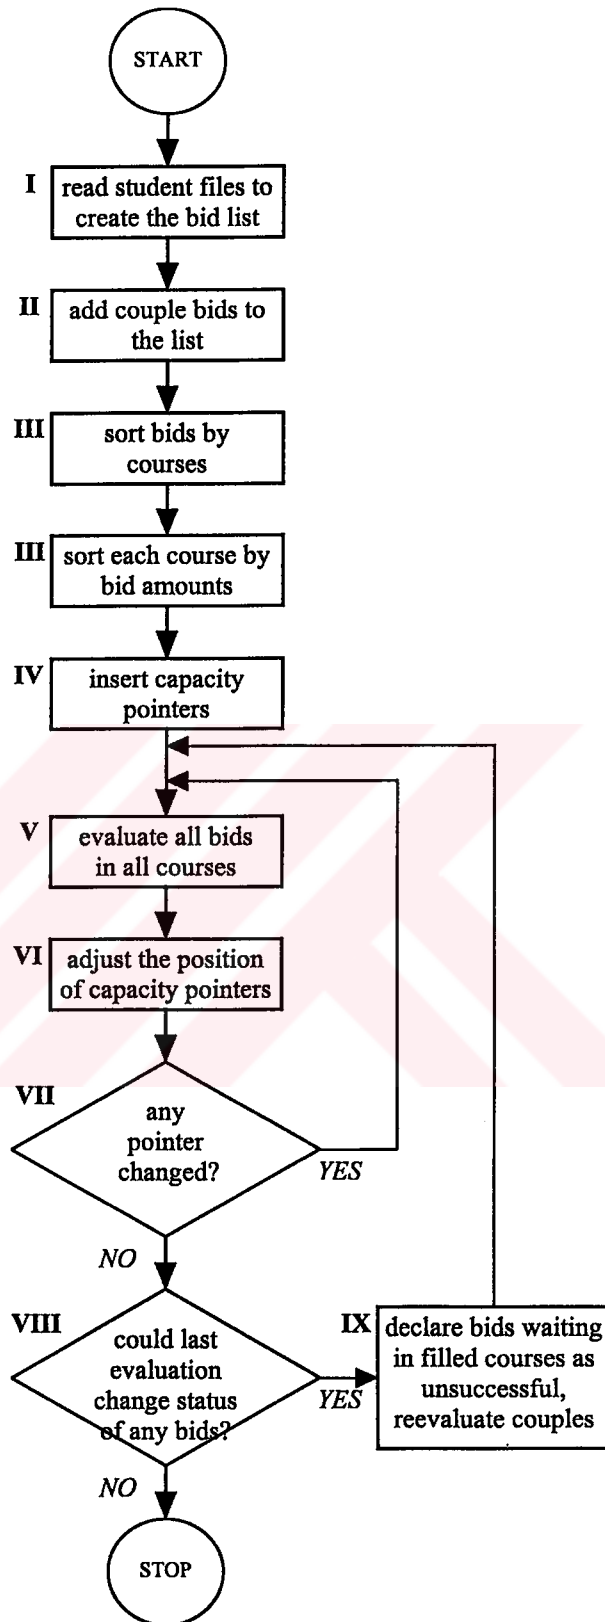 START
I
read student files to
create the bid list
II
add couple bids to
the list
III
sort bids by
courses
III
sort each course by
bid amounts
IV
insert capacity
pointers
V
evaluate all bids
in all courses
VI
adjust the position
of capacity pointers
VII
any
pointer
changed?
YES
NO
VIII
could last
evaluation
change status
of any bids?
YES
IX
declare bids waiting
in filled courses as
unsuccessful,
reevaluate couples
NO
STOP